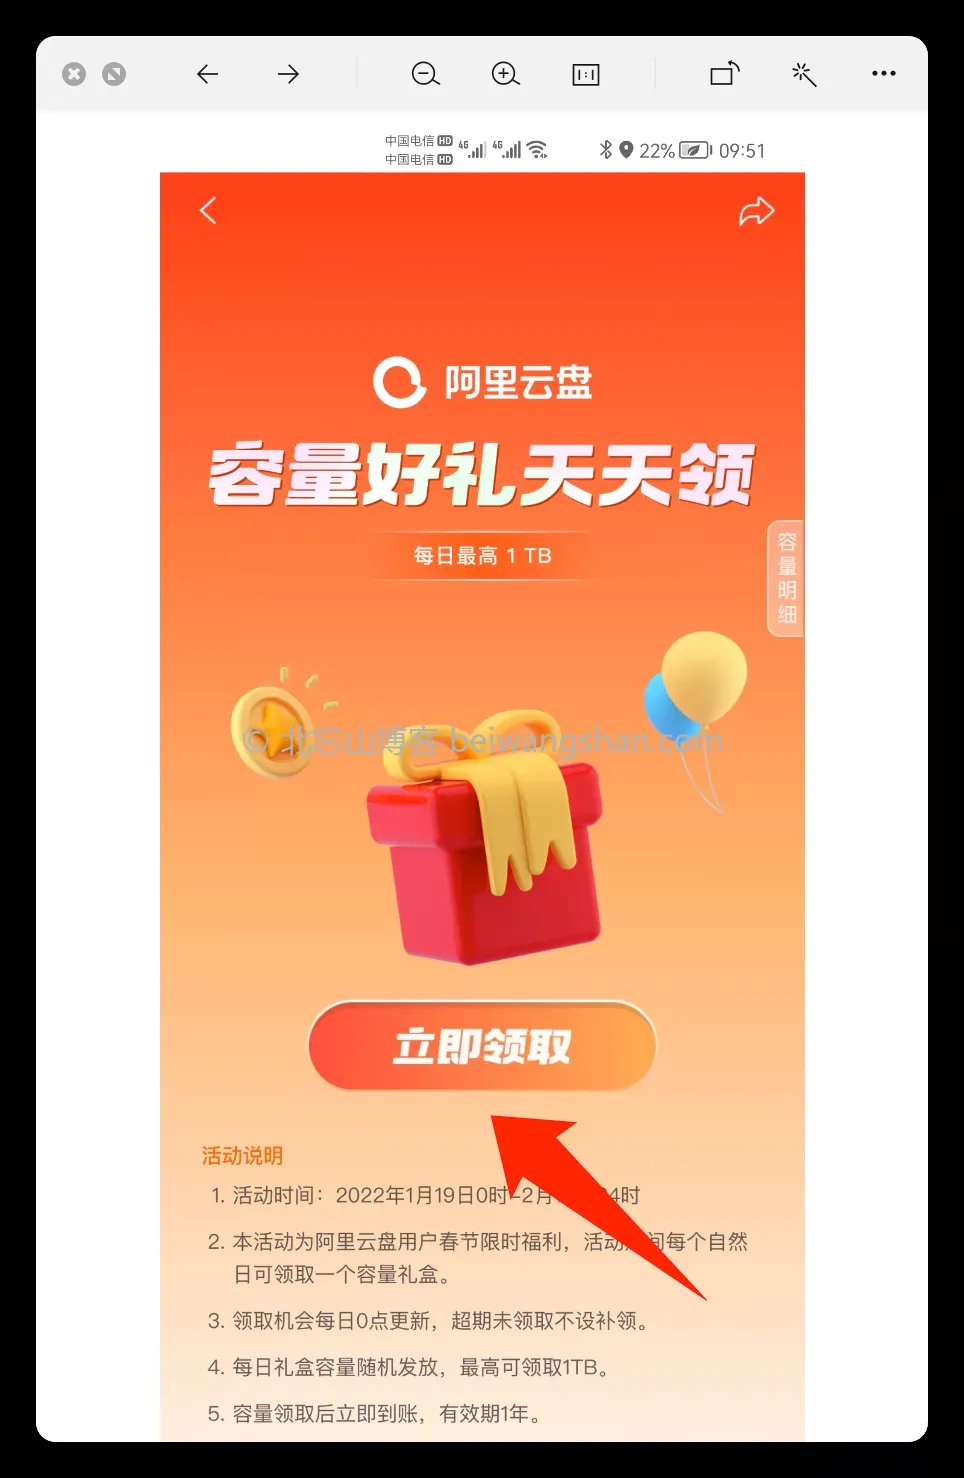 中国电信 HD 4G 4G 22% 09:51
中国电信 HD
阿里云盘
容量好礼天天领
每日最高 1 TB
容量明细
© 北忘山博客 beiwangshan.com
立即领取
活动说明
1. 活动时间：2022年1月19日0时-2月 4时
2. 本活动为阿里云盘用户春节限时福利，活动 间每个自然
日可领取一个容量礼盒。
3. 领取机会每日0点更新，超期未领取不设补领。
4. 每日礼盒容量随机发放，最高可领取1TB。
5. 容量领取后立即到账，有效期1年。